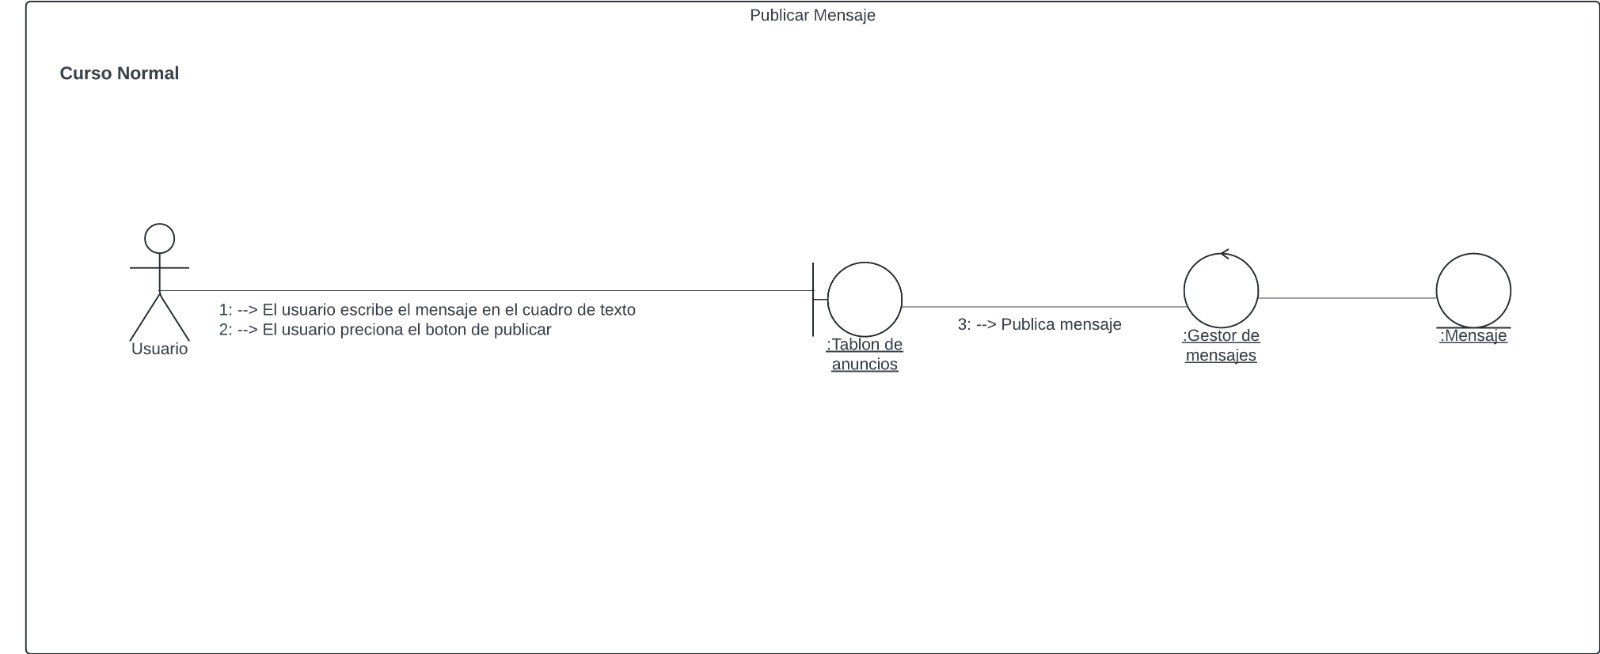 Publicar Mensaje
Curso Normal
1: --> El usuario escribe el mensaje en el cuadro de texto
2: --> El usuario preciona el boton de publicar
Usuario
3: --> Publica mensaje
:Tablon de
anuncios
:Gestor de
mensajes
:Mensaje